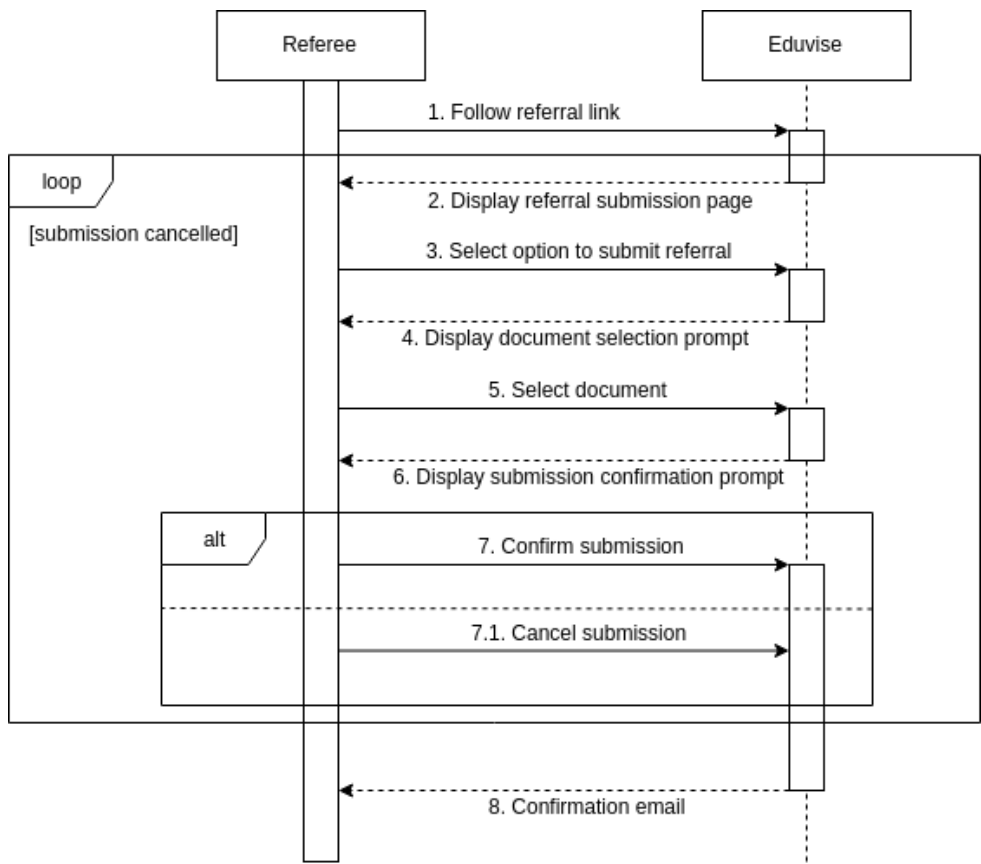 Referee
Eduvise
1. Follow referral link
loop
2. Display referral submission page
[submission cancelled]
3. Select option to submit referral
4. Display document selection prompt
5. Select document
6. Display submission confirmation prompt
alt
7. Confirm submission
7.1. Cancel submission
8. Confirmation email